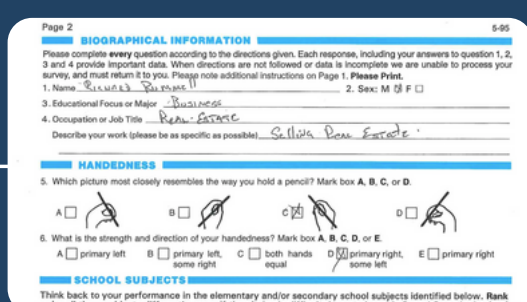 Page 2 5-95
BIOGRAPHICAL INFORMATION
Please complete every question according to the directions given. Each response, including your answers to question 1, 2,
3 and 4 provide important data. When directions are not followed or data is incomplete we are unable to process your
survey, and must return it to you. Please note additional instructions on Page 1. Please Print.
1. Name Richard 2. Sex: M ☒ F ☐
3. Educational Focus or Major Business
4. Occupation or Job Title Real Estate
Describe your work (please be as specific as possible) Selling Real Estate
HANDEDNESS
5. Which picture most closely resembles the way you hold a pencil? Mark box A, B, C, or D.
A ☐ B ☐ C ☒ D ☐
6. What is the strength and direction of your handedness? Mark box A, B, C, D, or E.
A ☐ primary left B ☐ primary left, C ☐ both hands D ☒ primary right, E ☐ primary right
some right equal some left
SCHOOL SUBJECTS
Think back to your performance in the elementary and/or secondary school subjects identified below. Rank